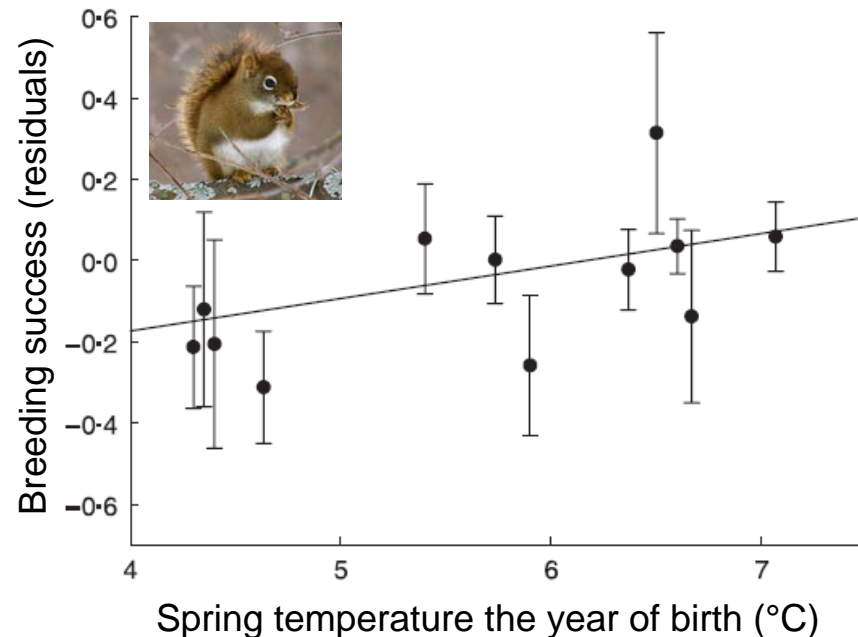 Breeding success (residuals)
0·6
0·4
0·2
0·0
−0·2
−0·4
−0·6
4 5 6 7
Spring temperature the year of birth (°C)